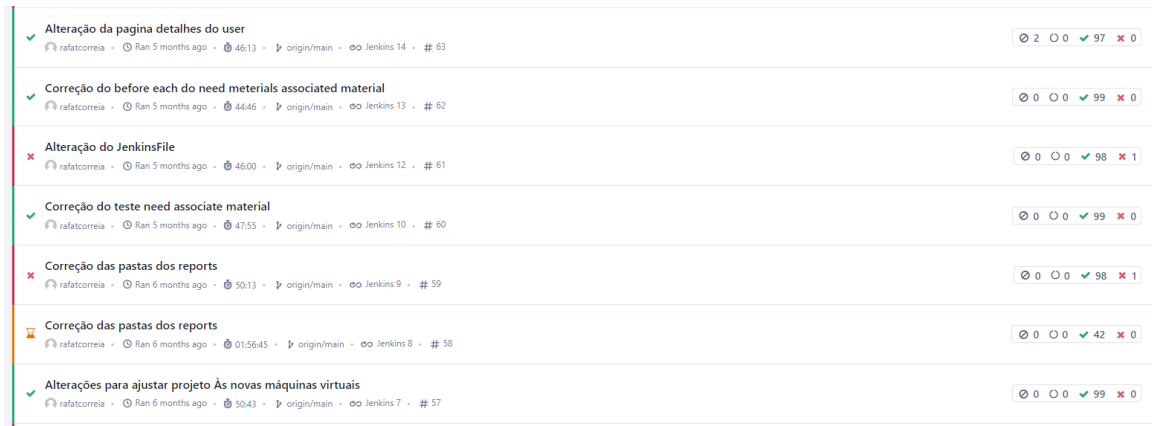 Alteração da pagina detalhes do user
rafatcorreia • Ran 5 months ago • 46:13 • origin/main • Jenkins 14 • # 63
2 0 97 0
Correção do before each do need meterials associated material
rafatcorreia • Ran 5 months ago • 44:46 • origin/main • Jenkins 13 • # 62
0 0 99 0
Alteração do JenkinsFile
rafatcorreia • Ran 5 months ago • 46:00 • origin/main • Jenkins 12 • # 61
0 0 98 1
Correção do teste need associate material
rafatcorreia • Ran 5 months ago • 47:55 • origin/main • Jenkins 10 • # 60
0 0 99 0
Correção das pastas dos reports
rafatcorreia • Ran 6 months ago • 50:13 • origin/main • Jenkins 9 • # 59
0 0 98 1
Correção das pastas dos reports
rafatcorreia • Ran 6 months ago • 01:56:45 • origin/main • Jenkins 8 • # 58
0 0 42 0
Alterações para ajustar projeto Às novas máquinas virtuais
rafatcorreia • Ran 6 months ago • 50:43 • origin/main • Jenkins 7 • # 57
0 0 99 0